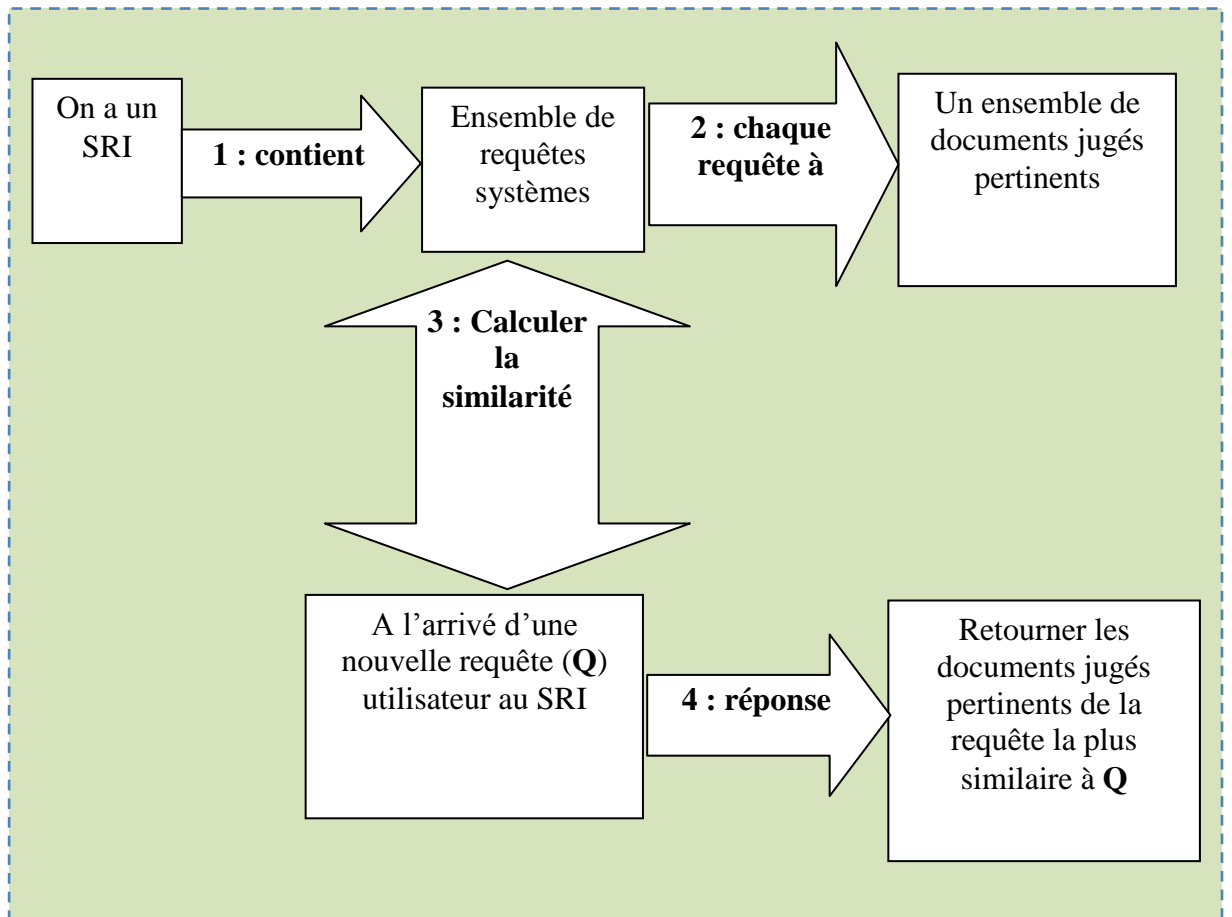 On a un
SRI
1 : contient
Ensemble de
requêtes
systèmes
2 : chaque
requête à
Un ensemble de
documents jugés
pertinents
3 : Calculer
la
similarité
A l’arrivé d’une
nouvelle requête (Q)
utilisateur au SRI
4 : réponse
Retourner les
documents jugés
pertinents de la
requête la plus
similaire à Q